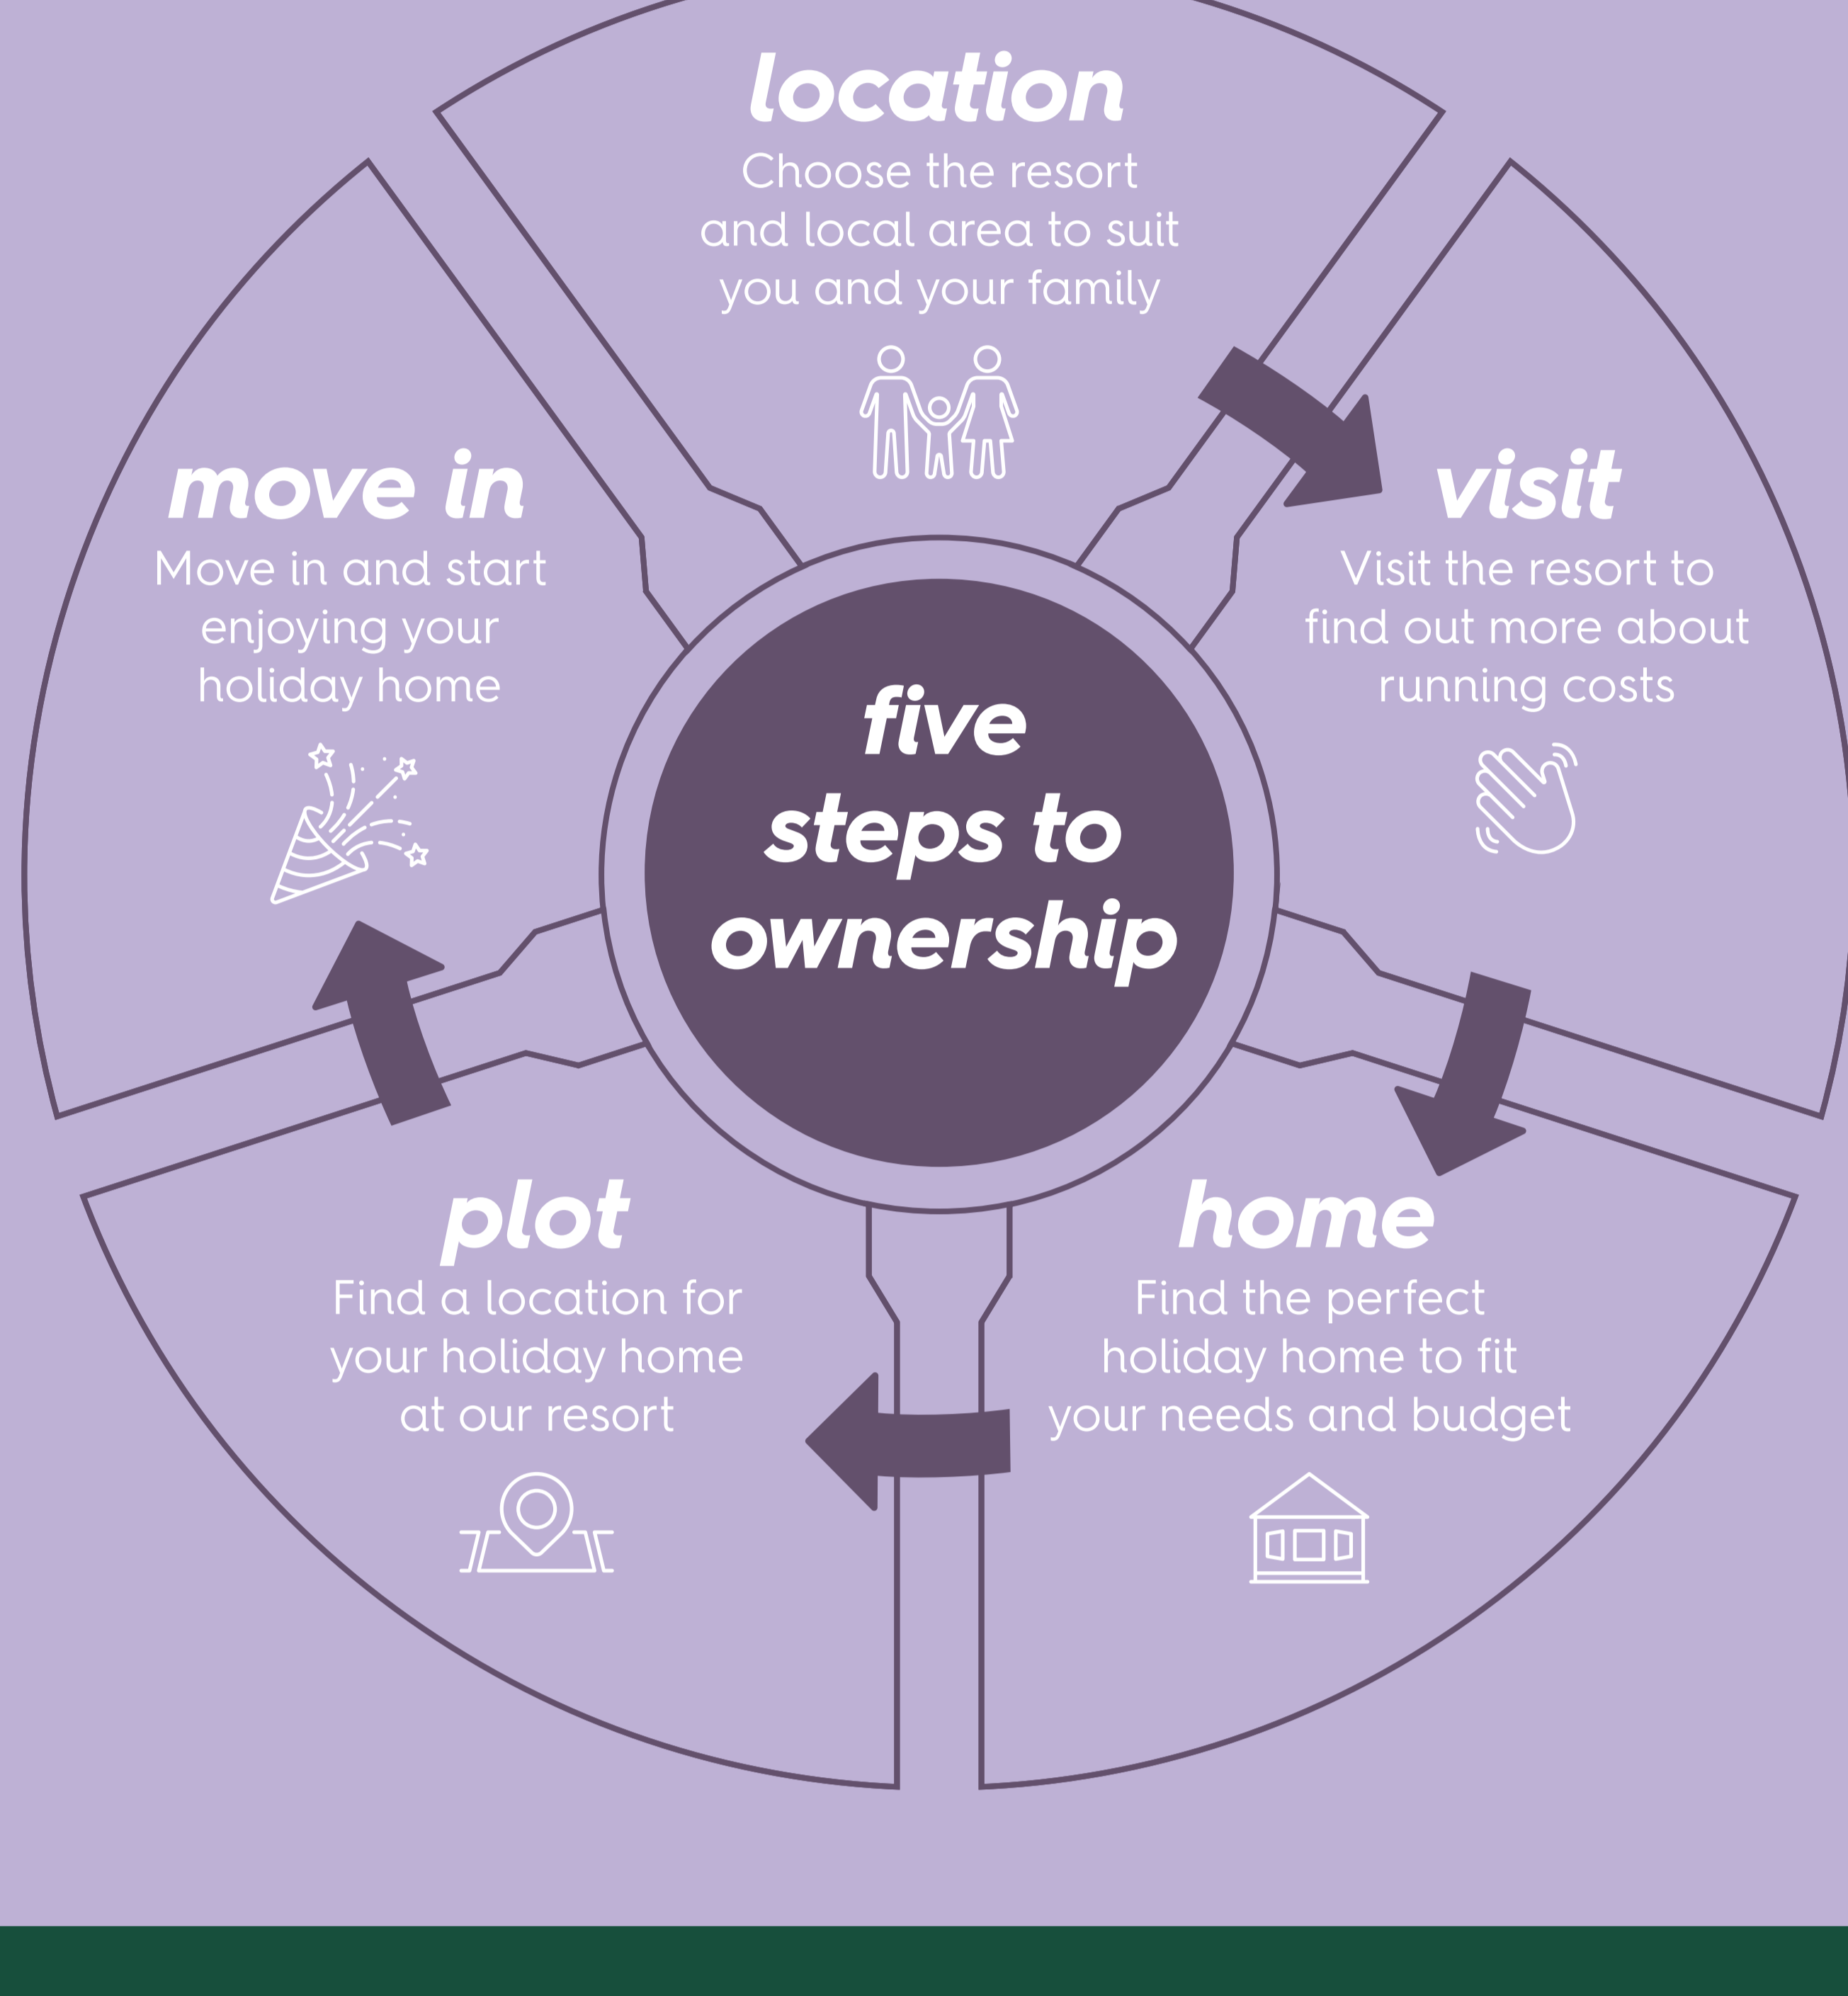 location
Choose the resort
and local area to suit
you and your family
visit
Visit the resort to
find out more about
running costs
home
Find the perfect
holiday home to fit
your needs and budget
plot
Find a location for
your holiday home
at our resort
move in
Move in and start
enjoying your
holiday home
five
steps to
ownership